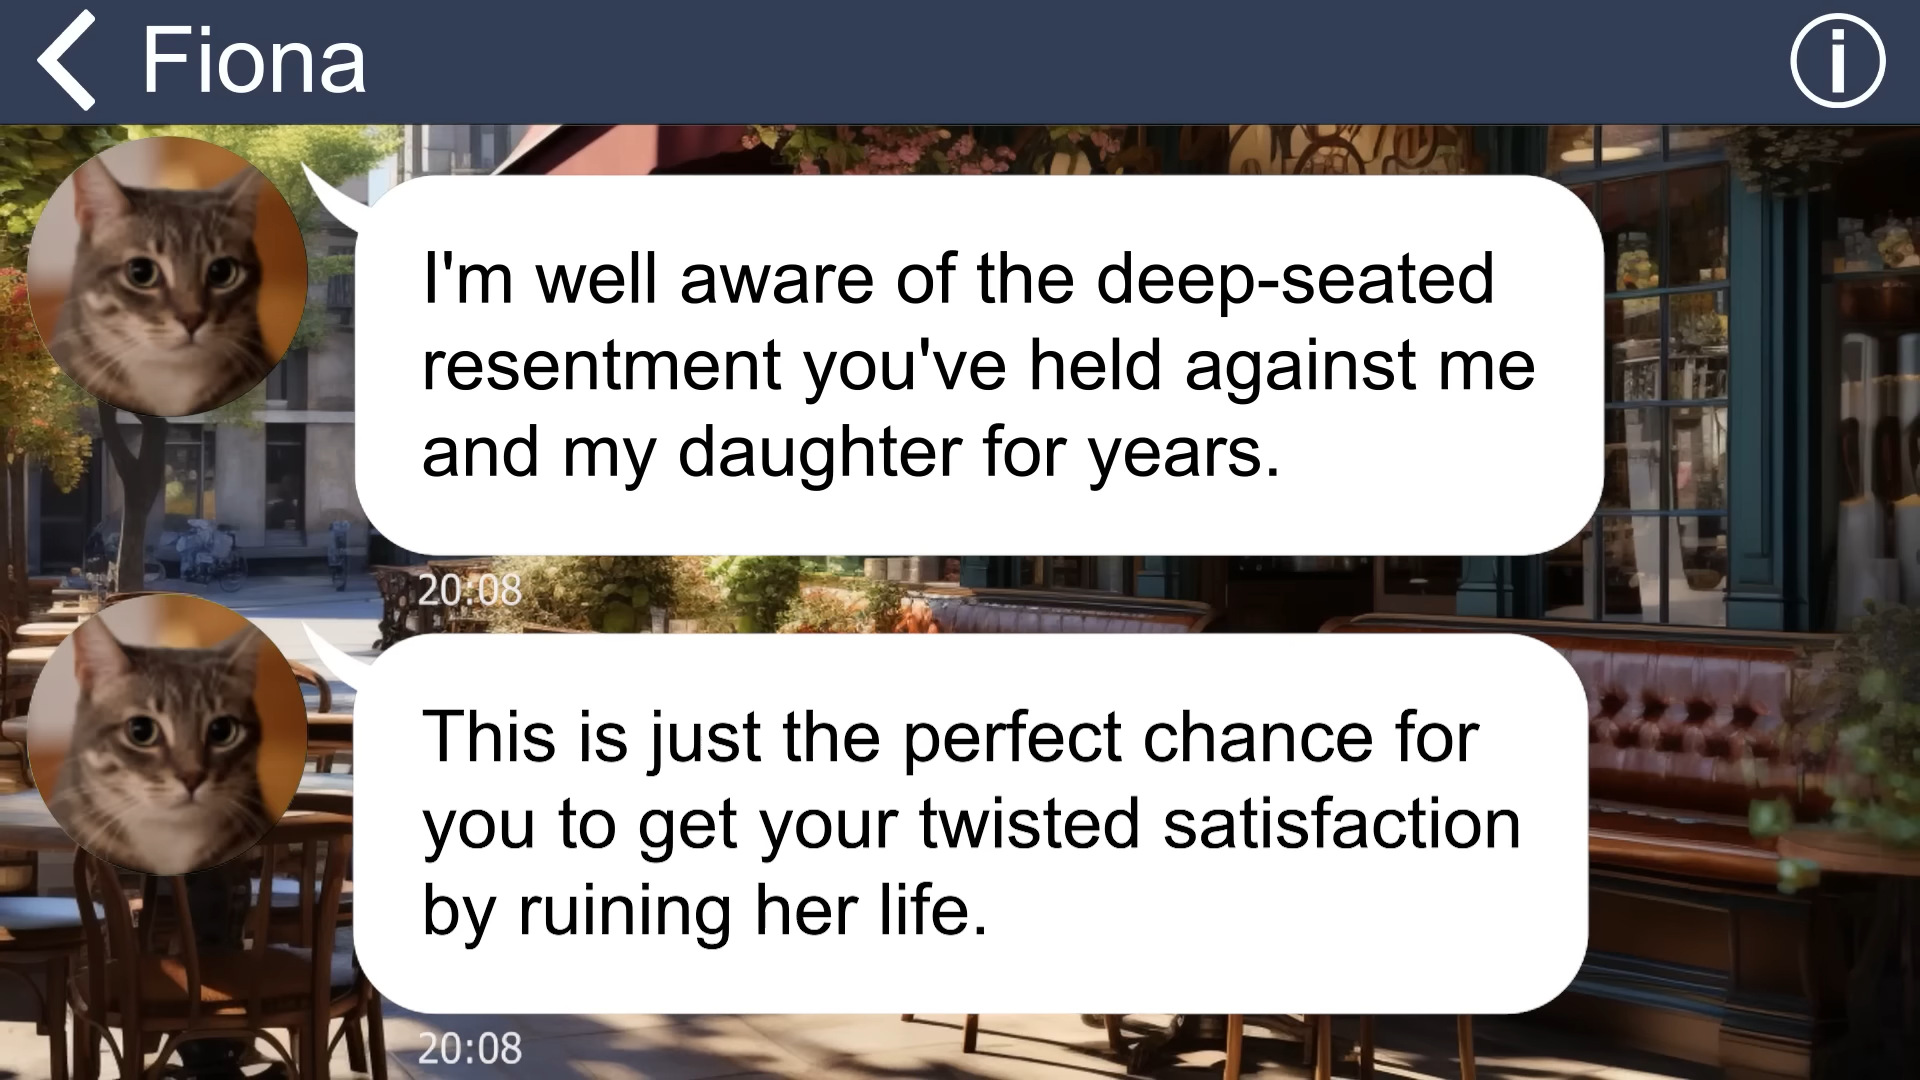 Fiona
I'm well aware of the deep-seated
resentment you've held against me
and my daughter for years.
20:08
This is just the perfect chance for
you to get your twisted satisfaction
by ruining her life.
20:08